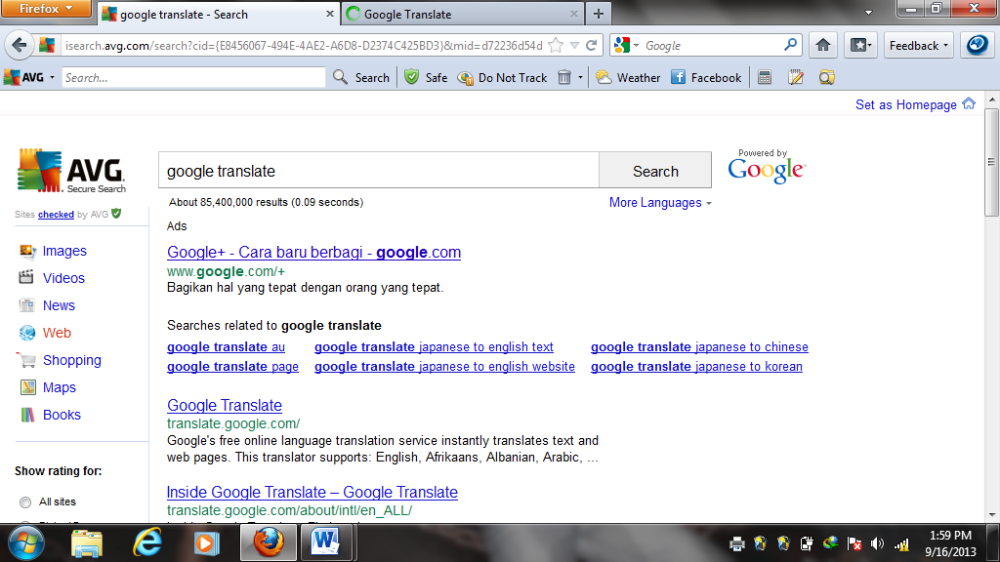 Firefox
google translate - Search
Google Translate
isearch.avg.com/search?cid={E8456067-494E-4AE2-A6D8-D2374C425BD3}&mid=d72236d54d
Google
Feedback
AVG
Search...
Search
Safe
Do Not Track
Weather
Facebook
Set as Homepage
AVG.
Secure Search
google translate
Search
Powered by
Google
Sites checked by AVG
About 85,400,000 results (0.09 seconds)
More Languages
Ads
Google+ - Cara baru berbagi - google.com
www.google.com/+
Bagikan hal yang tepat dengan orang yang tepat.
Images
Videos
News
Web
Shopping
Maps
Books
Searches related to google translate
google translate au
google translate japanese to english text
google translate japanese to chinese
google translate page
google translate japanese to english website
google translate japanese to korean
Google Translate
translate.google.com/
Google's free online language translation service instantly translates text and
web pages. This translator supports: English, Afrikaans, Albanian, Arabic, ...
Show rating for:
All sites
Inside Google Translate – Google Translate
translate.google.com/about/intl/en_ALL/
1:59 PM
9/16/2013